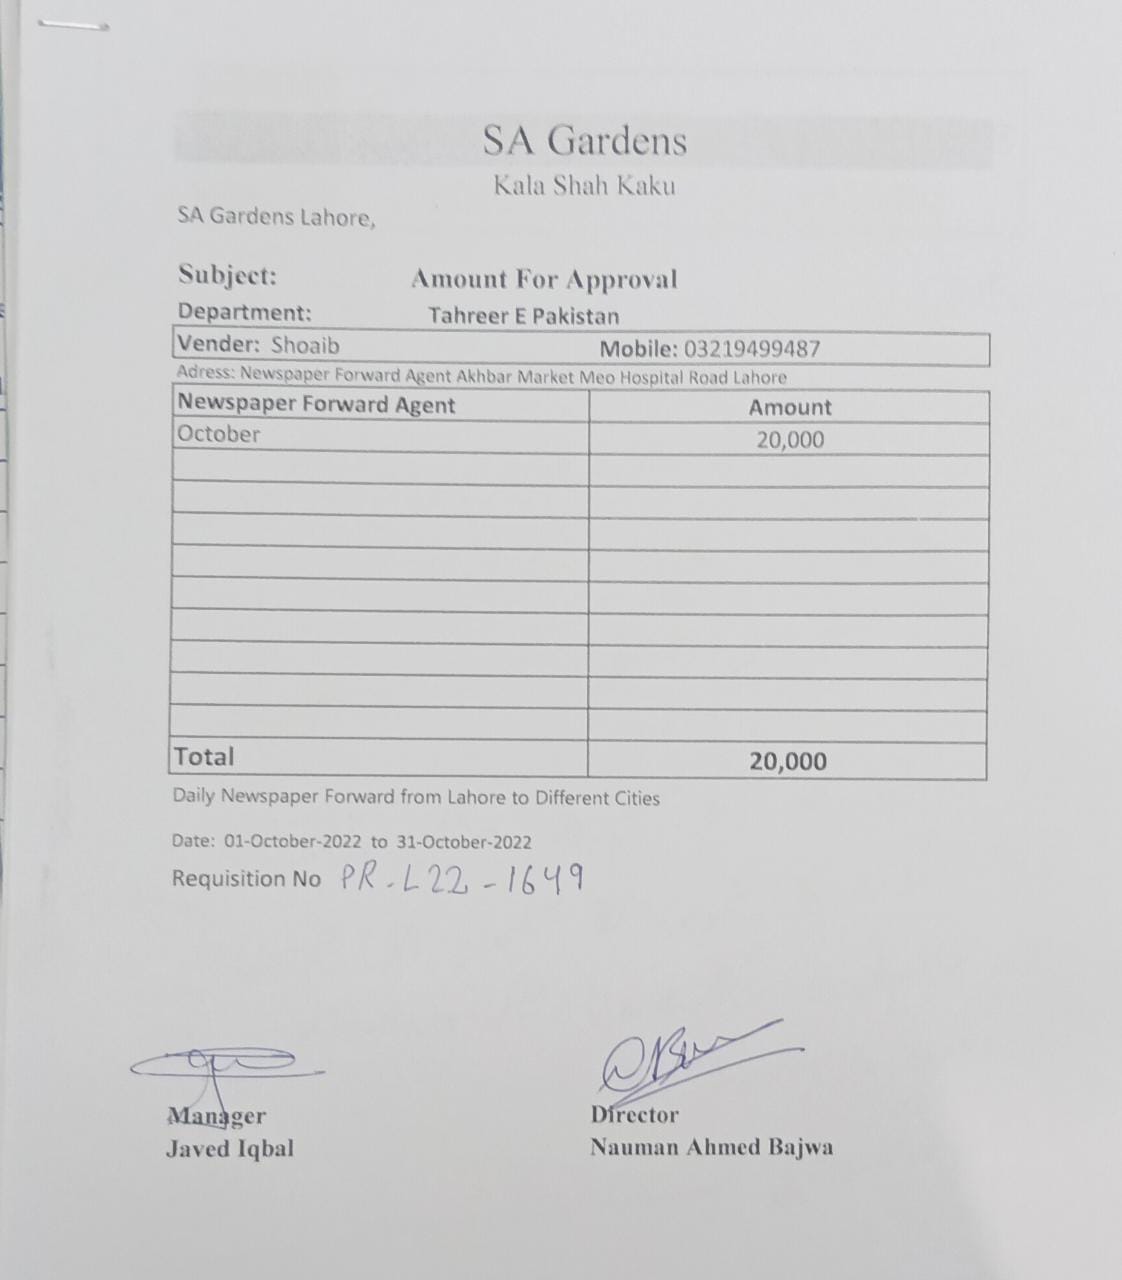 SA Gardens
Kala Shah Kaku
SA Gardens Lahore,
Subject: Amount For Approval
Department: Tahreer E Pakistan
Vender: Shoaib Mobile: 03219499487
Adress: Newspaper Forward Agent Akhbar Market Meo Hospital Road Lahore
Newspaper Forward Agent Amount
October 20,000
Total 20,000
Daily Newspaper Forward from Lahore to Different Cities
Date: 01-October-2022 to 31-October-2022
Requisition No PR-L22-1649
Manager Director
Javed Iqbal Nauman Ahmed Bajwa